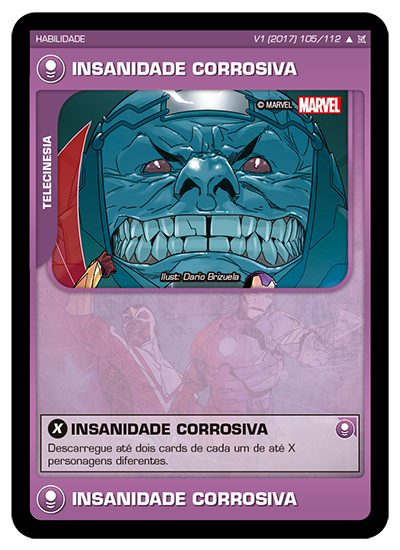 HABILIDADE
V1 (2017) 105/112
INSANIDADE CORROSIVA
© MARVEL MARVEL
TELECINESIA
Ilust: Dario Brizuela
X INSANIDADE CORROSIVA
Descarregue até dois cards de cada um de até X
personagens diferentes.
INSANIDADE CORROSIVA